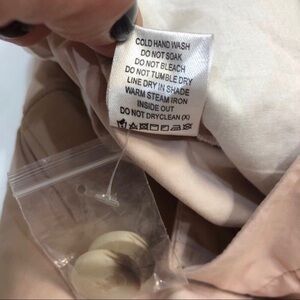 COLD HAND WASH
DO NOT SOAK
DO NOT BLEACH
DO NOT TUMBLE DRY
LINE DRY IN SHADE
WARM STEAM IRON
INSIDE OUT
DO NOT DRYCLEAN (X)